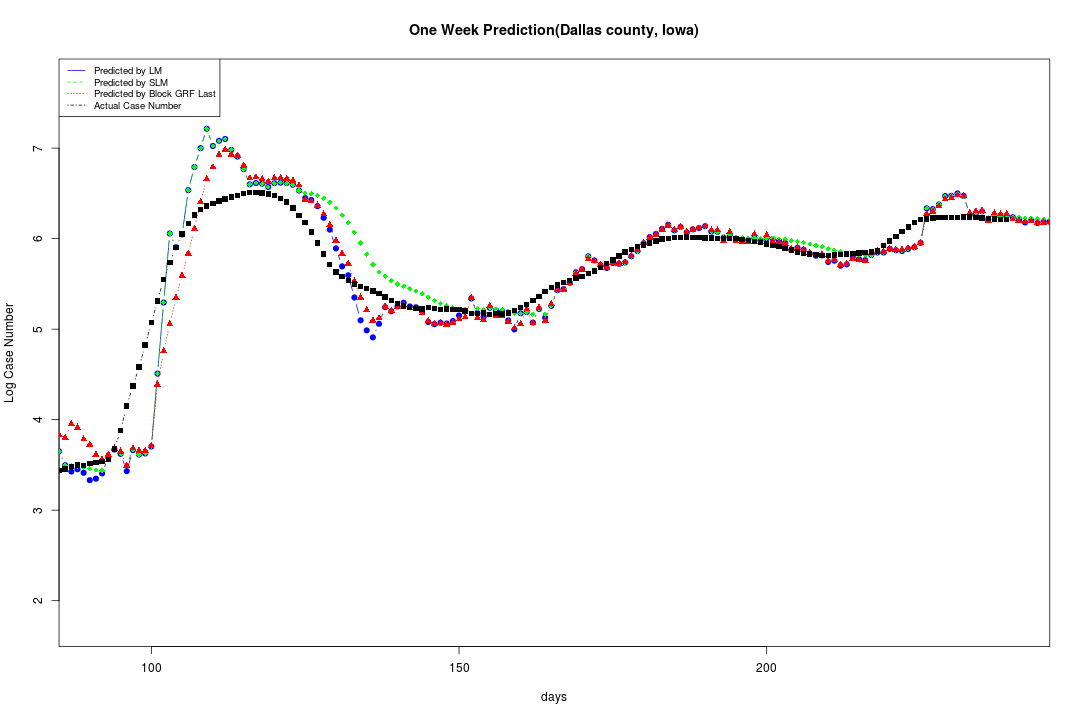 One Week Prediction(Dallas county, Iowa)
Predicted by LM
Predicted by SLM
Predicted by Block GRF Last
Actual Case Number
Log Case Number
7
6
5
4
3
2
100
150
200
days